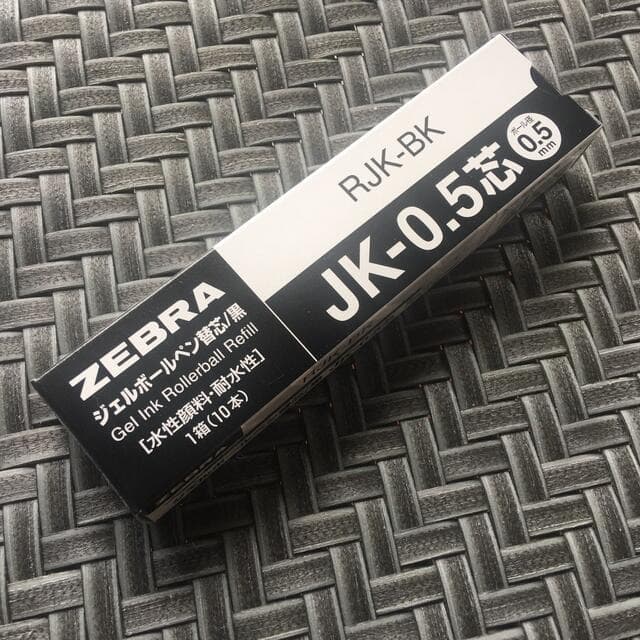 ZEBRA
ジェルボールペン替芯/黒
Gel Ink Rollerball Refill
[水性顔料・耐水性]
1箱(10本)
RJK-BK
JK-0.5芯
ボール径
0.5
mm
ZEBRA